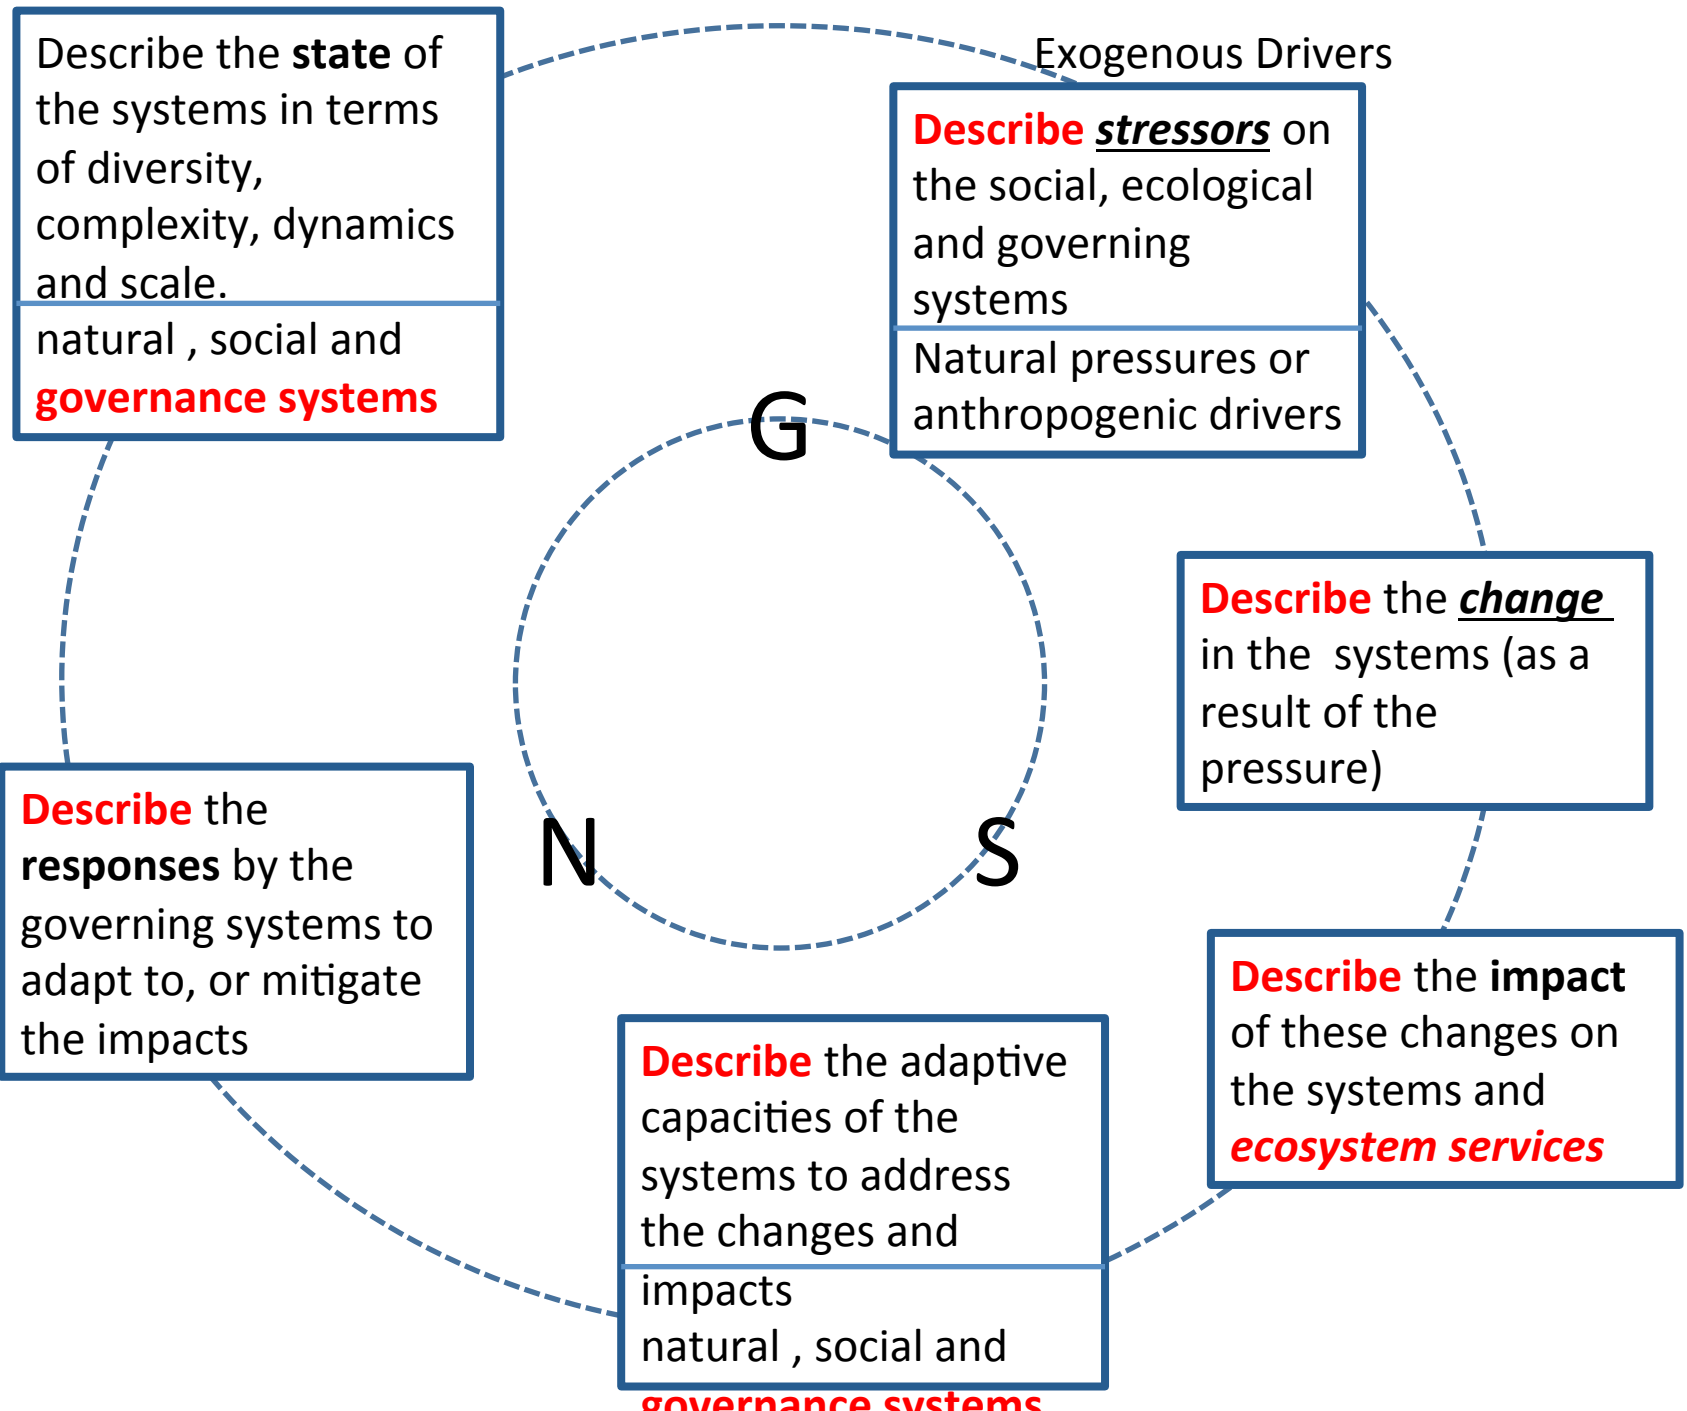 Describe the state of
the systems in terms
of diversity,
complexity, dynamics
and scale.
natural , social and
governance systems
Exogenous Drivers
Describe stressors on
the social, ecological
and governing
systems
Natural pressures or
anthropogenic drivers
G
N
S
Describe the change
in the  systems (as a
result of the
pressure)
Describe the impact
of these changes on
the systems and
ecosystem services
Describe the adaptive
capacities of the
systems to address
the changes and
impacts
natural , social and
governance systems
Describe the
responses by the
governing systems to
adapt to, or mitigate
the impacts